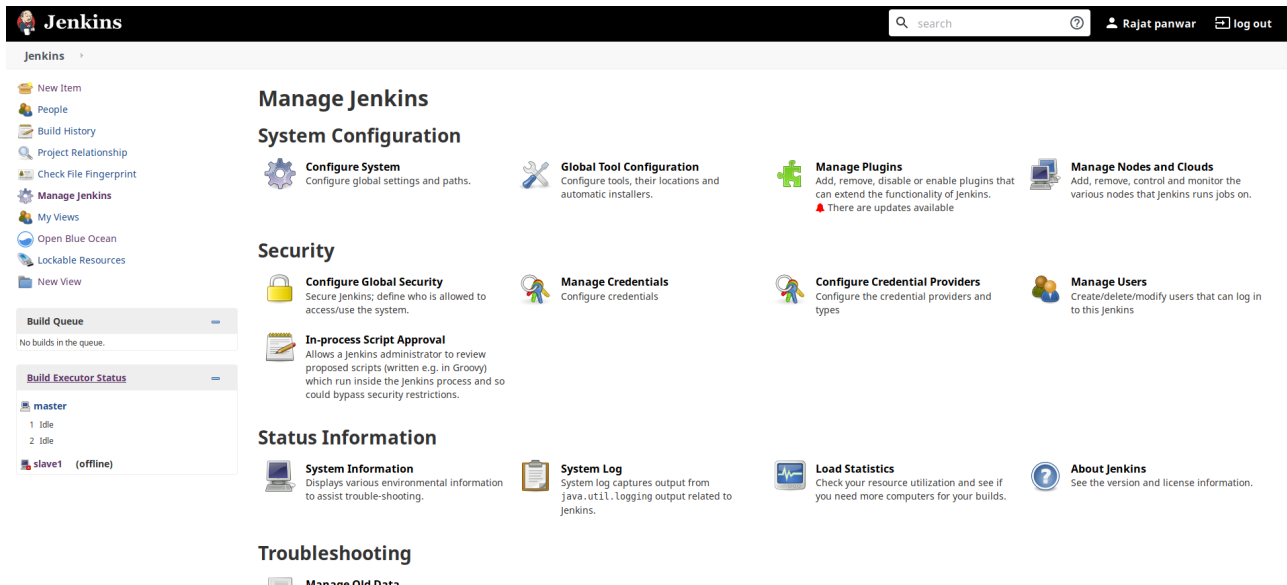 Jenkins
search
Rajat panwar
log out
Jenkins
New Item
People
Build History
Project Relationship
Check File Fingerprint
Manage Jenkins
My Views
Open Blue Ocean
Lockable Resources
New View
Build Queue
No builds in the queue.
Build Executor Status
master
1 Idle
2 Idle
slave1 (offline)
Manage Jenkins
System Configuration
Configure System
Configure global settings and paths.
Global Tool Configuration
Configure tools, their locations and
automatic installers.
Manage Plugins
Add, remove, disable or enable plugins that
can extend the functionality of Jenkins.
There are updates available
Manage Nodes and Clouds
Add, remove, control and monitor the
various nodes that Jenkins runs jobs on.
Security
Configure Global Security
Secure Jenkins; define who is allowed to
access/use the system.
Manage Credentials
Configure credentials
Configure Credential Providers
Configure the credential providers and
types
Manage Users
Create/delete/modify users that can log in
to this Jenkins
In-process Script Approval
Allows a Jenkins administrator to review
proposed scripts (written e.g. in Groovy)
which run inside the Jenkins process and so
could bypass security restrictions.
Status Information
System Information
Displays various environmental information
to assist trouble-shooting.
System Log
System log captures output from
java.util.logging output related to
Jenkins.
Load Statistics
Check your resource utilization and see if
you need more computers for your builds.
About Jenkins
See the version and license information.
Troubleshooting
Manage Old Data